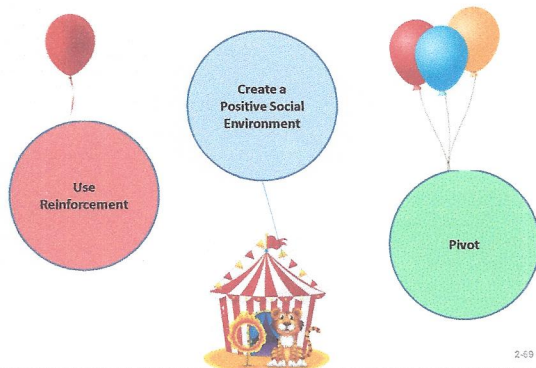 Use
Reinforcement
Create a
Positive Social
Environment
Pivot
2-69